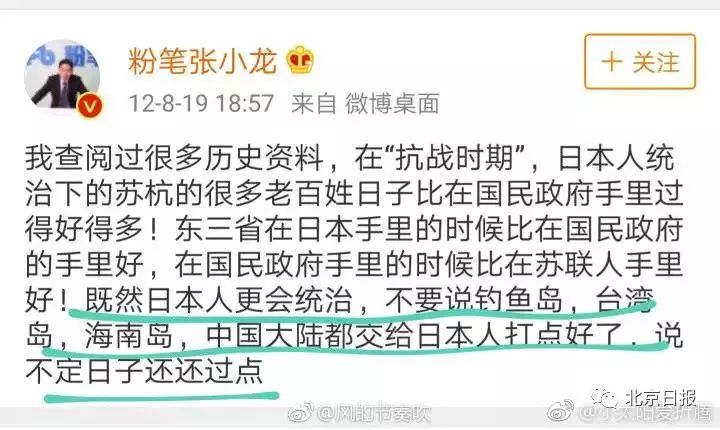 粉笔张小龙
+ 关注
12-8-19 18:57 来自 微博桌面
我查阅过很多历史资料，在“抗战时期”，日本人统
治下的苏杭的很多老百姓日子比在国民政府手里过
得好得多！东三省在日本手里的时候比在国民政府
的手里好，在国民政府手里的时候比在苏联人手里
好！既然日本人更会统治，不要说钓鱼岛，台湾
岛，海南岛，中国大陆都交给日本人打点好了，说
不定日子还还过点
北京日报
@风的节奏吹